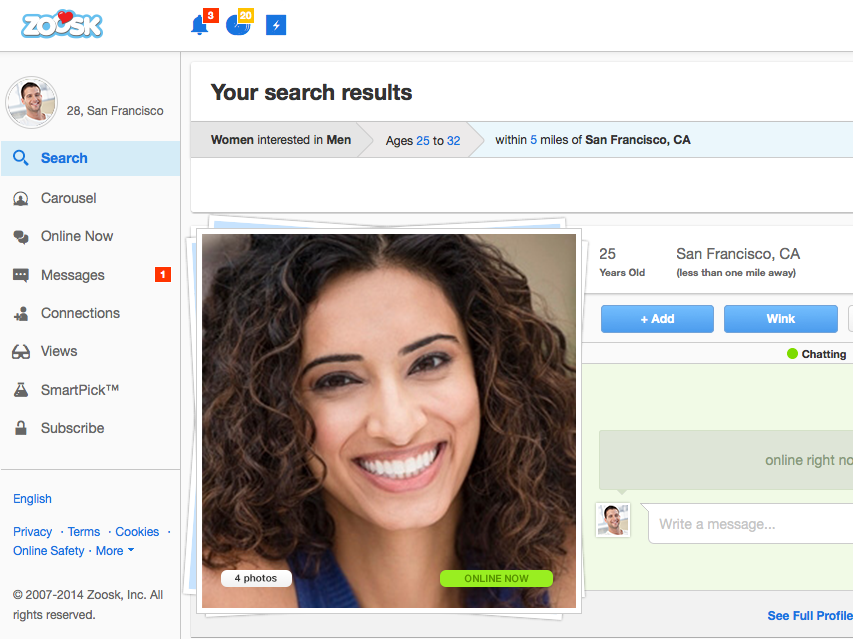 ZOOSK
3
20
28, San Francisco
Search
Carousel
Online Now
Messages
1
Connections
Views
SmartPick™
Subscribe
English
Privacy · Terms · Cookies ·
Online Safety · More
© 2007-2014 Zoosk, Inc. All
rights reserved.
Your search results
Women interested in Men
Ages 25 to 32
within 5 miles of San Francisco, CA
4 photos
ONLINE NOW
25
Years Old
San Francisco, CA
(less than one mile away)
+ Add
Wink
Chatting
online right no
Write a message...
See Full Profile